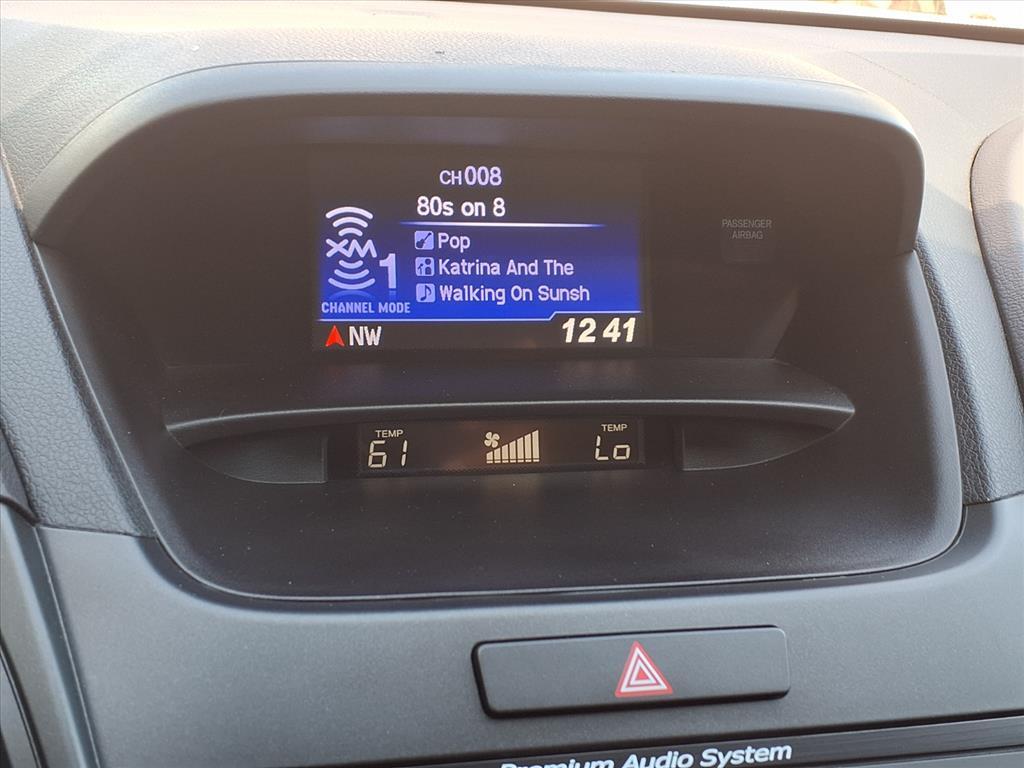 CH008
80s on 8
XM
1
Pop
Katrina And The
Walking On Sunsh
CHANNEL MODE
NW
12 41
PASSENGER
AIRBAG
TEMP
61
TEMP
Lo
Premium Audio System